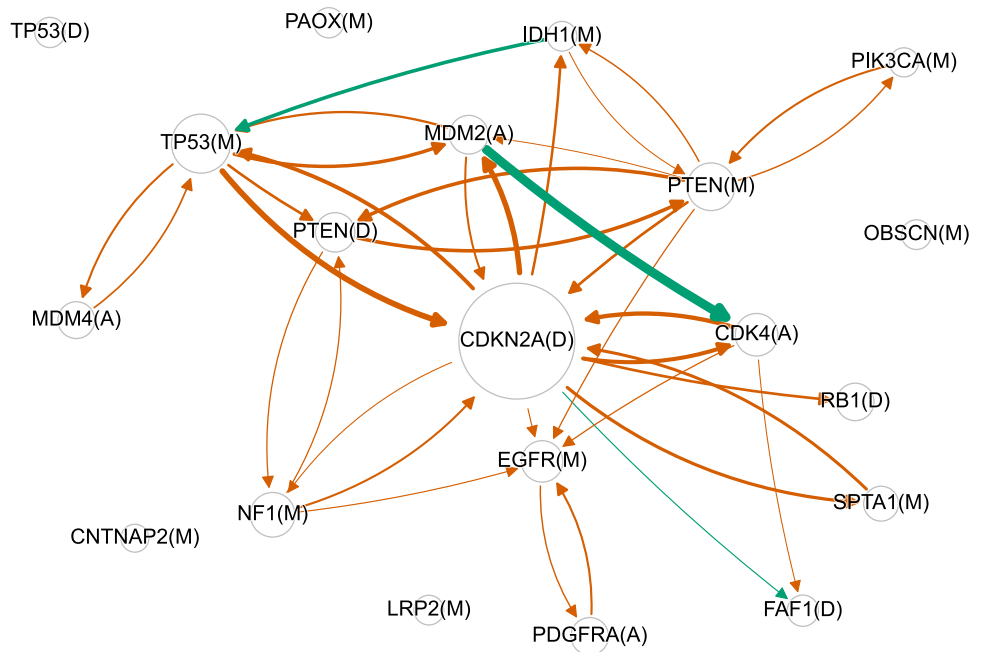 PAOX(M)
TP53(D)
IDH1(M)
PIK3CA(M)
MDM2(A)
TP53(M)
PTEN(M)
PTEN(D)
OBSCN(M)
MDM4(A)
CDKN2A(D)
CDK4(A)
RB1(D)
EGFR(M)
SPTA1(M)
NF1(M)
CNTNAP2(M)
LRP2(M)
FAF1(D)
PDGFRA(A)